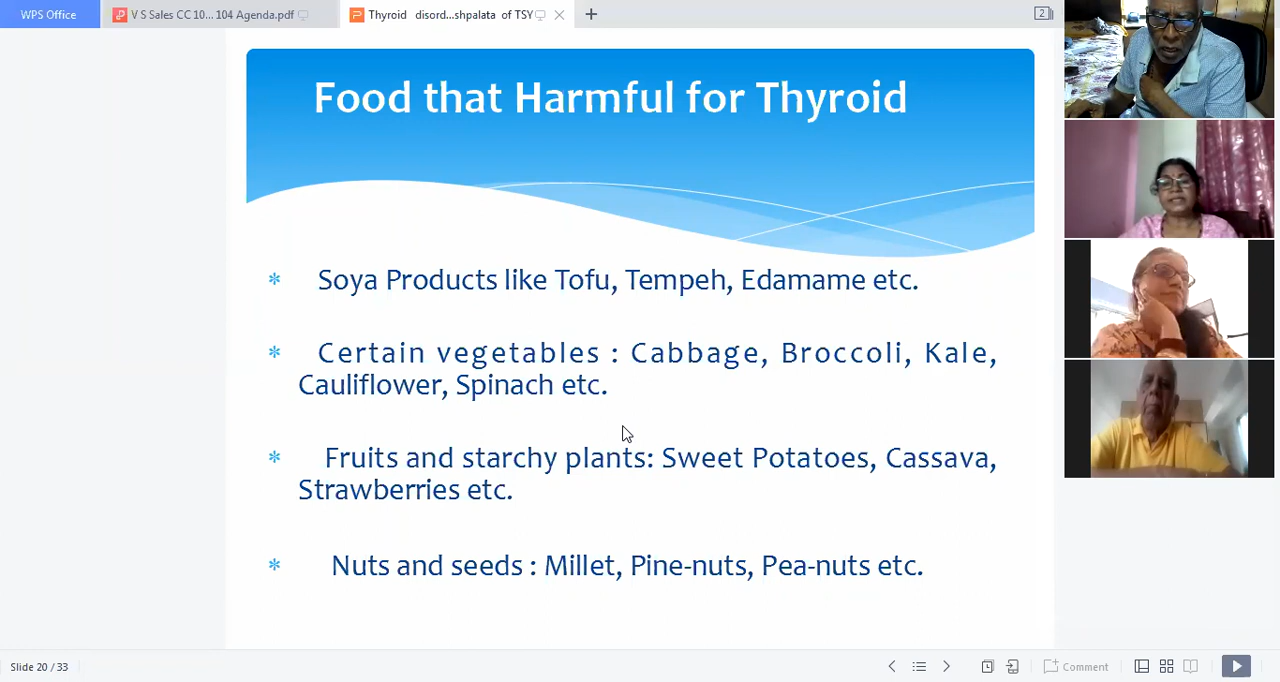 WPS Office
V S Sales CC 10... 104 Agenda.pdf
Thyroid disord...shpalata of TSY
2
Food that Harmful for Thyroid
* Soya Products like Tofu, Tempeh, Edamame etc.
* Certain vegetables : Cabbage, Broccoli, Kale,
Cauliflower, Spinach etc.
* Fruits and starchy plants: Sweet Potatoes, Cassava,
Strawberries etc.
* Nuts and seeds : Millet, Pine-nuts, Pea-nuts etc.
Slide 20 / 33
Comment